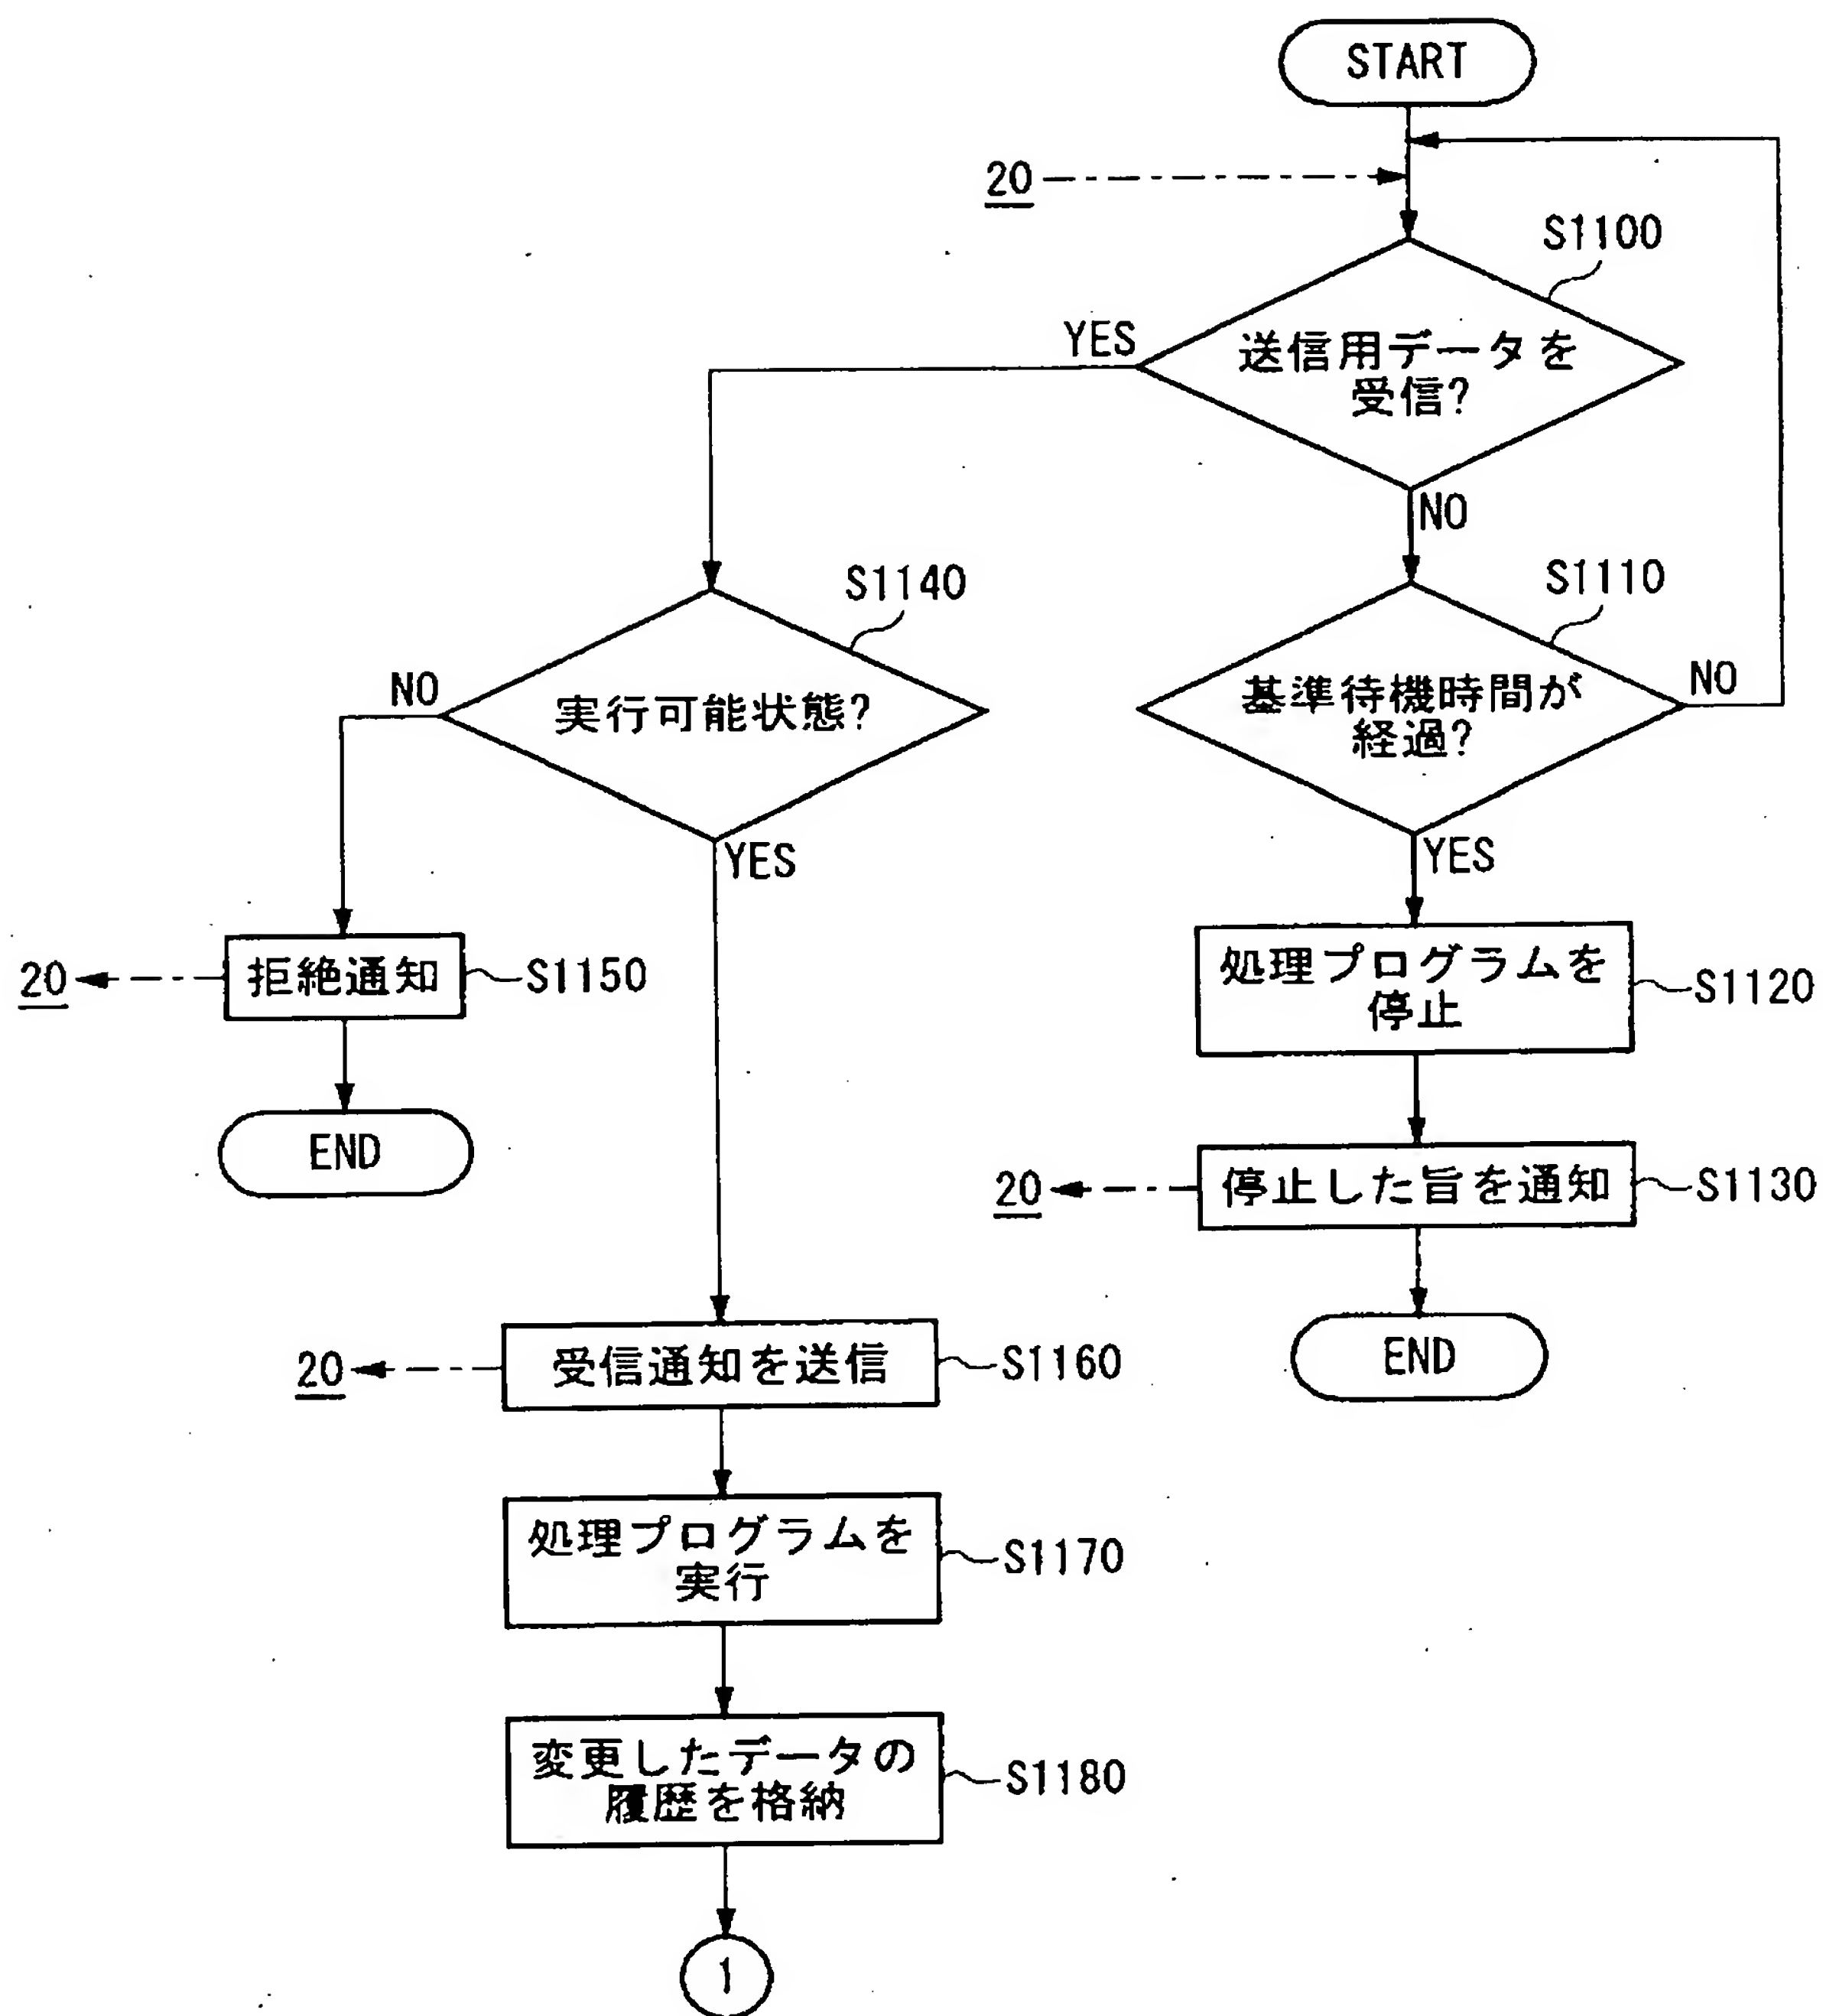 START
20
S1100
YES
送信用データを
受信?
NO
S1140
S1110
NO
実行可能状態?
基準待機時間が
経過?
NO
YES
YES
20
拒絶通知
S1150
処理プログラムを
停止
S1120
END
20
停止した旨を通知
S1130
20
受信通知を送信
S1160
END
処理プログラムを
実行
S1170
変更したデータの
履歴を格納
S1180
1